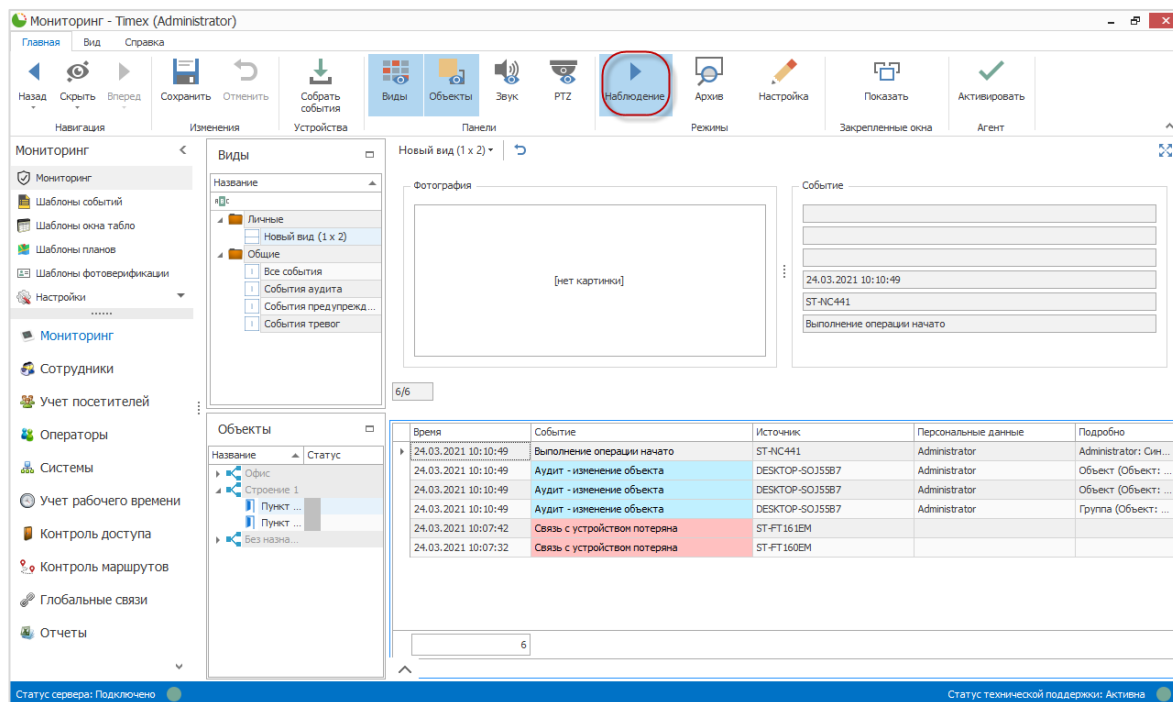 Мониторинг - Timex (Administrator)
Главная Вид Справка
Назад Скрыть Вперед Сохранить Отменить Собрать события Виды Объекты Звук PTZ Наблюдение Архив Настройка Показать Активировать
Навигация Изменения Устройства Панели Режимы Закрепленные окна Агент
Мониторинг
Мониторинг
Шаблоны событий
Шаблоны окна табло
Шаблоны планов
Шаблоны фотоверификации
Настройки
Мониторинг
Сотрудники
Учет посетителей
Операторы
Системы
Учет рабочего времени
Контроль доступа
Контроль маршрутов
Глобальные связи
Отчеты
Виды
Название
Личные
Новый вид (1 x 2)
Общие
Все события
События аудита
События предупрежд...
События тревог
Объекты
Название Статус
Офис
Строение 1
Пункт ...
Пункт ...
Без назна...
Новый вид (1 x 2)
Фотография
[нет картинки]
Событие
24.03.2021 10:10:49
ST-NC441
Выполнение операции начато
6/6
Время Событие Источник Персональные данные Подробно
24.03.2021 10:10:49 Выполнение операции начато ST-NC441 Administrator Administrator: Син...
24.03.2021 10:10:49 Аудит - изменение объекта DESKTOP-SOJ55B7 Administrator Объект (Объект: ...
24.03.2021 10:10:49 Аудит - изменение объекта DESKTOP-SOJ55B7 Administrator Объект (Объект: ...
24.03.2021 10:10:49 Аудит - изменение объекта DESKTOP-SOJ55B7 Administrator Группа (Объект: ...
24.03.2021 10:07:42 Связь с устройством потеряна ST-FT161EM
24.03.2021 10:07:32 Связь с устройством потеряна ST-FT160EM
6
Статус сервера: Подключено Статус технической поддержки: Активна